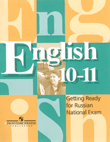 English
10-11
Getting Ready
for Russian
National Exam